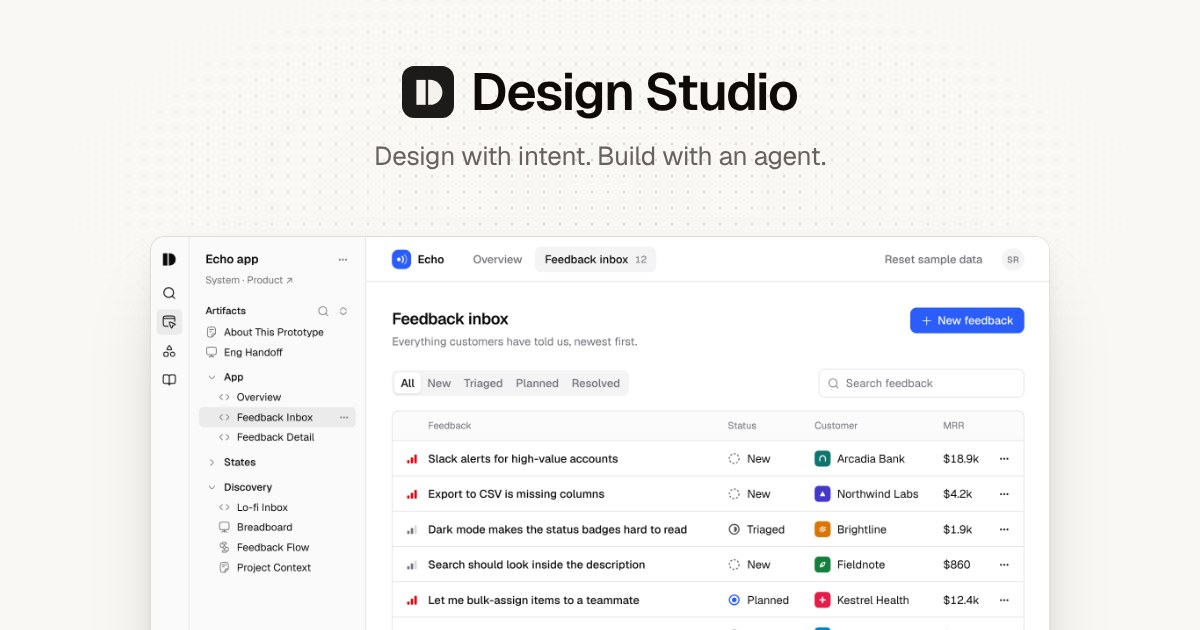 Design Studio
Design with intent. Build with an agent.
Echo app
System · Product ↗
Artifacts
About This Prototype
Eng Handoff
App
Overview
Feedback Inbox
Feedback Detail
States
Discovery
Lo-fi Inbox
Breadboard
Feedback Flow
Project Context
Echo Overview Feedback inbox 12 Reset sample data SR
Feedback inbox
Everything customers have told us, newest first.
+ New feedback
All New Triaged Planned Resolved Search feedback
Feedback Status Customer MRR
Slack alerts for high-value accounts New Arcadia Bank $18.9k
Export to CSV is missing columns New Northwind Labs $4.2k
Dark mode makes the status badges hard to read Triaged Brightline $1.9k
Search should look inside the description New Fieldnote $860
Let me bulk-assign items to a teammate Planned Kestrel Health $12.4k